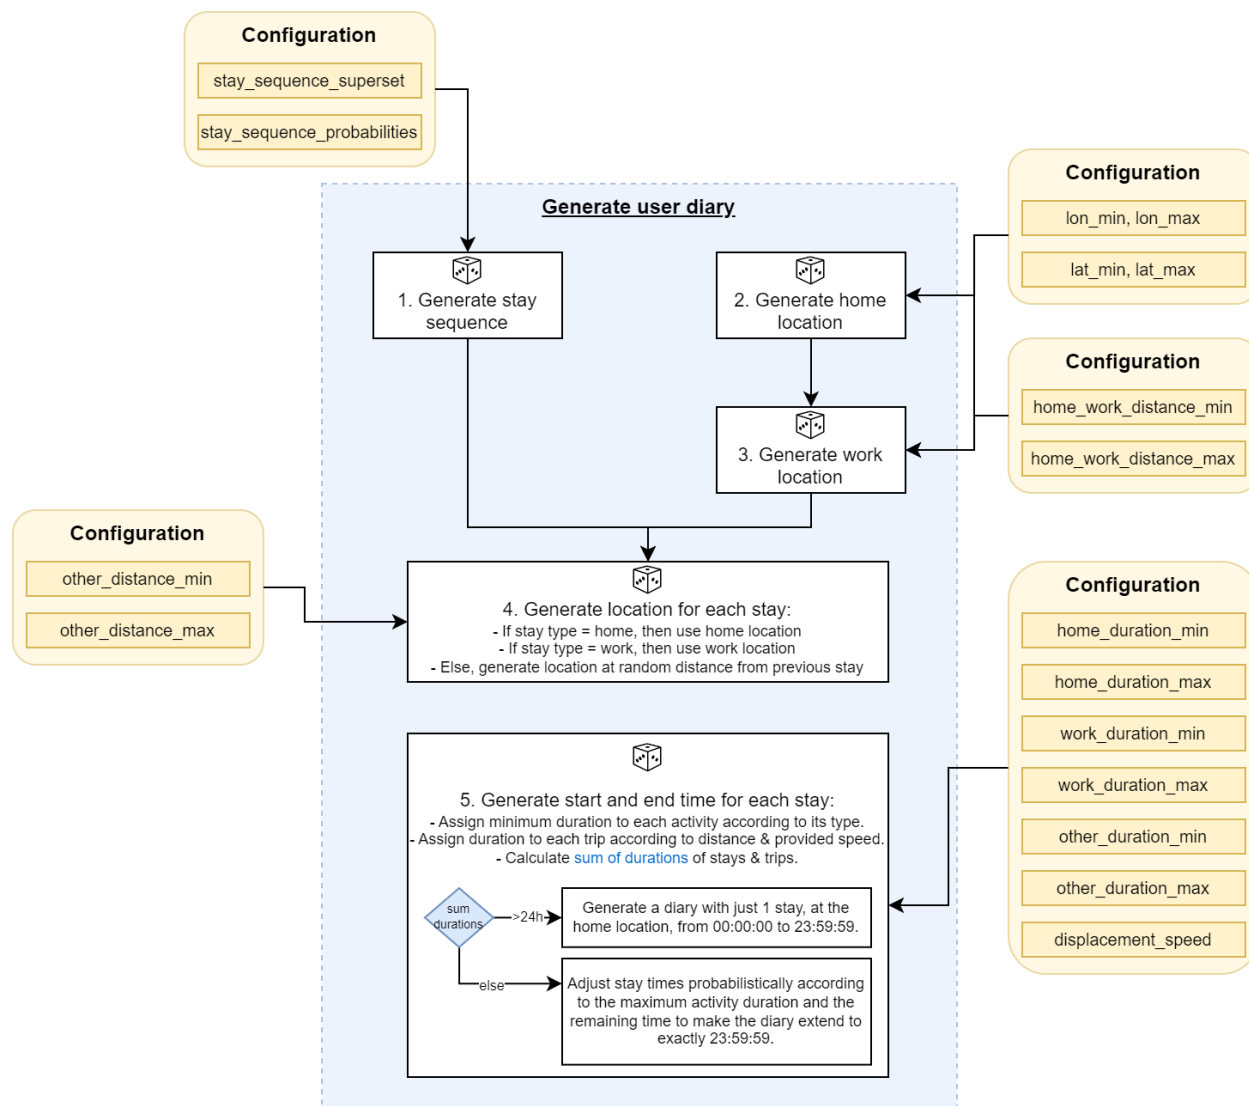 Configuration
stay_sequence_superset
stay_sequence_probabilities
Generate user diary
1. Generate stay
sequence
2. Generate home
location
3. Generate work
location
Configuration
lon_min, lon_max
lat_min, lat_max
Configuration
home_work_distance_min
home_work_distance_max
Configuration
other_distance_min
other_distance_max
4. Generate location for each stay:
- If stay type = home, then use home location
- If stay type = work, then use work location
- Else, generate location at random distance from previous stay
Configuration
home_duration_min
home_duration_max
work_duration_min
work_duration_max
other_duration_min
other_duration_max
displacement_speed
5. Generate start and end time for each stay:
- Assign minimum duration to each activity according to its type.
- Assign duration to each trip according to distance & provided speed.
- Calculate sum of durations of stays & trips.
sum
durations
>24h
Generate a diary with just 1 stay, at the
home location, from 00:00:00 to 23:59:59.
else
Adjust stay times probabilistically according
to the maximum activity duration and the
remaining time to make the diary extend to
exactly 23:59:59.